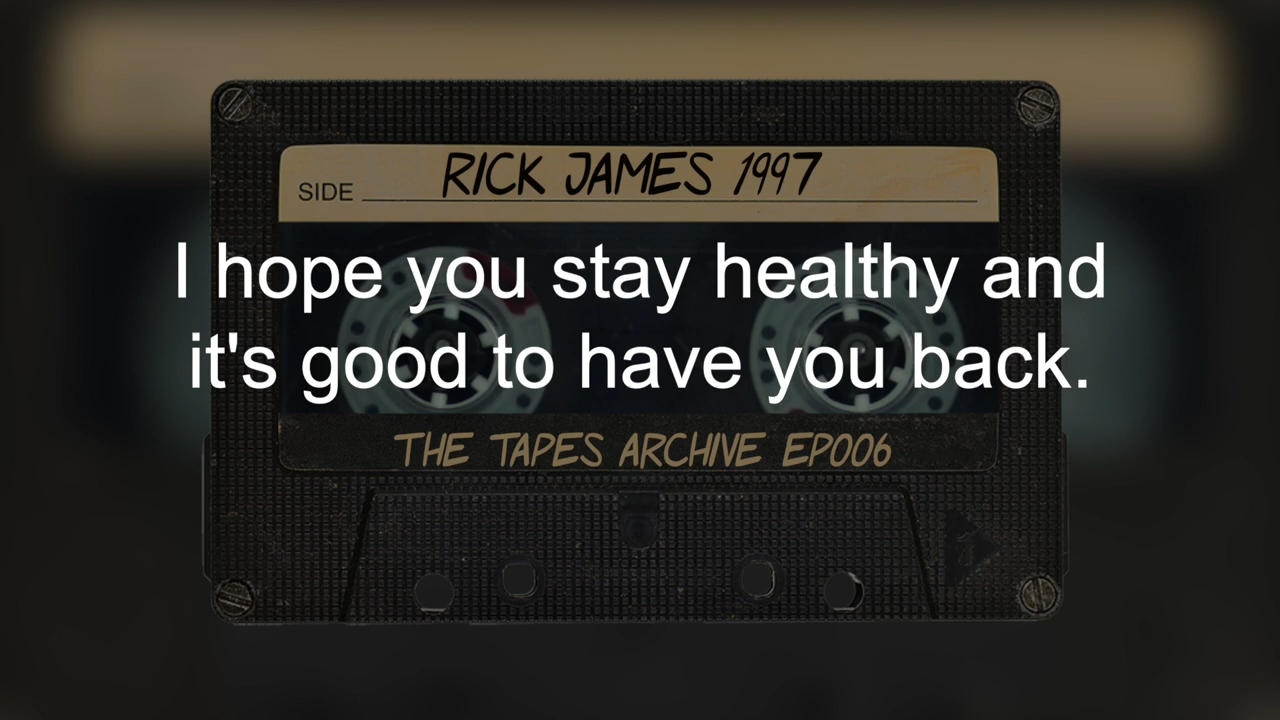 RICK JAMES 1997
SIDE
I hope you stay healthy and
it's good to have you back.
THE TAPES ARCHIVE EP006